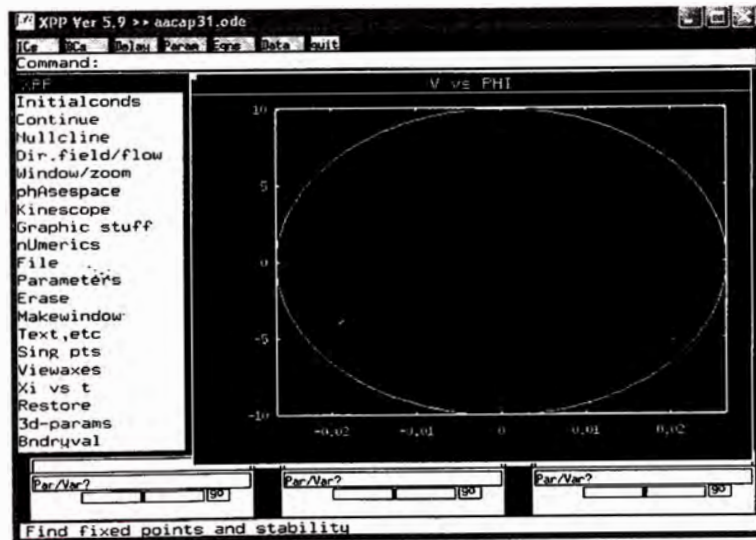 XPP Ver 5.9 >> aacap31.ode
ICs BCs Delay Param Eqns Data quit
Command:
XPP
V vs PHI
Initialconds
Continue
Nullcline
Dir.field/flow
Window/zoom
phAsespace
Kinescope
Graphic stuff
nUmerics
File
Parameters
Erase
Makewindow
Text,etc
Sing pts
Viewaxes
Xi vs t
Restore
3d-params
Bndryval
10
5
0
-5
-10
-0.02 -0.01 0 0.01 0.02
Par/Var? go
Par/Var? go
Par/Var? go
Find fixed points and stability